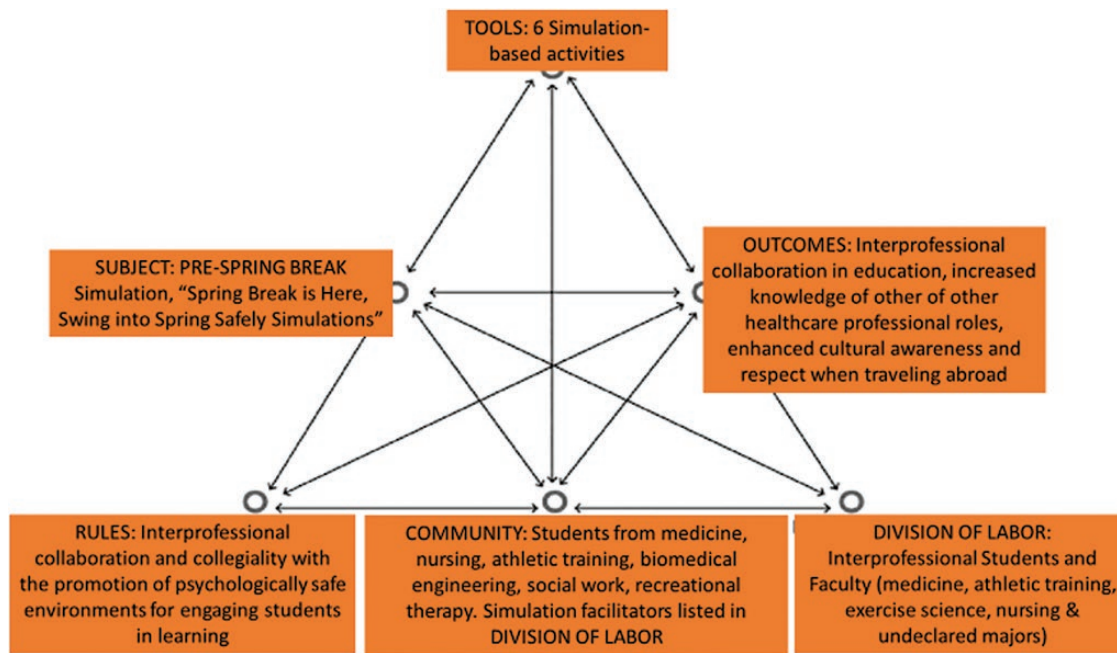 TOOLS: 6 Simulation-
based activities
SUBJECT: PRE-SPRING BREAK
Simulation, “Spring Break is Here,
Swing into Spring Safely Simulations”
OUTCOMES: Interprofessional
collaboration in education, increased
knowledge of other of other
healthcare professional roles,
enhanced cultural awareness and
respect when traveling abroad
RULES: Interprofessional
collaboration and collegiality with
the promotion of psychologically safe
environments for engaging students
in learning
COMMUNITY: Students from medicine,
nursing, athletic training, biomedical
engineering, social work, recreational
therapy. Simulation facilitators listed in
DIVISION OF LABOR
DIVISION OF LABOR:
Interprofessional Students and
Faculty (medicine, athletic training,
exercise science, nursing &
undeclared majors)